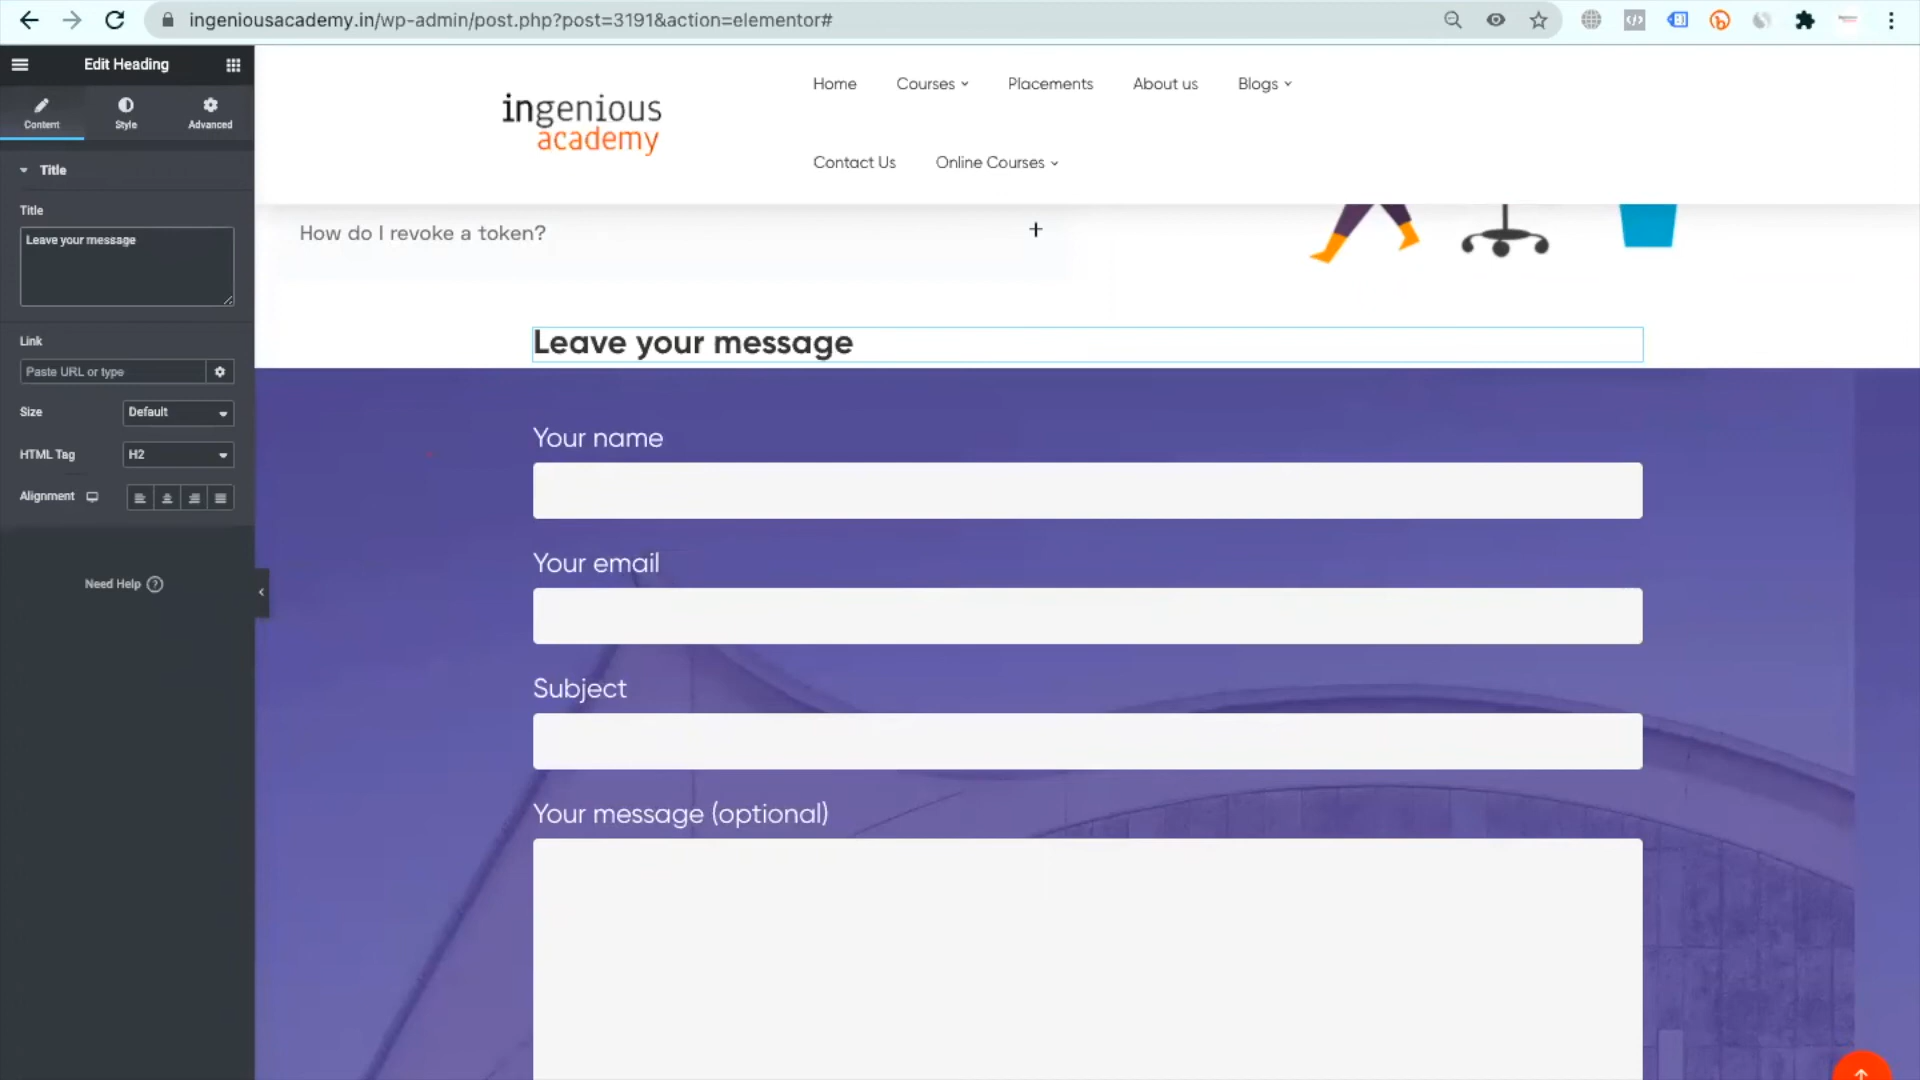 ingeniousacademy.in/wp-admin/post.php?post=3191&action=elementor#
Edit Heading
Content
Style
Advanced
Title
Title
Leave your message
Link
Paste URL or type
Size
Default
HTML Tag
H2
Alignment
Need Help ?
ingenious
academy
Home
Courses
Placements
About us
Blogs
Contact Us
Online Courses
How do I revoke a token?
+
Leave your message
Your name
Your email
Subject
Your message (optional)